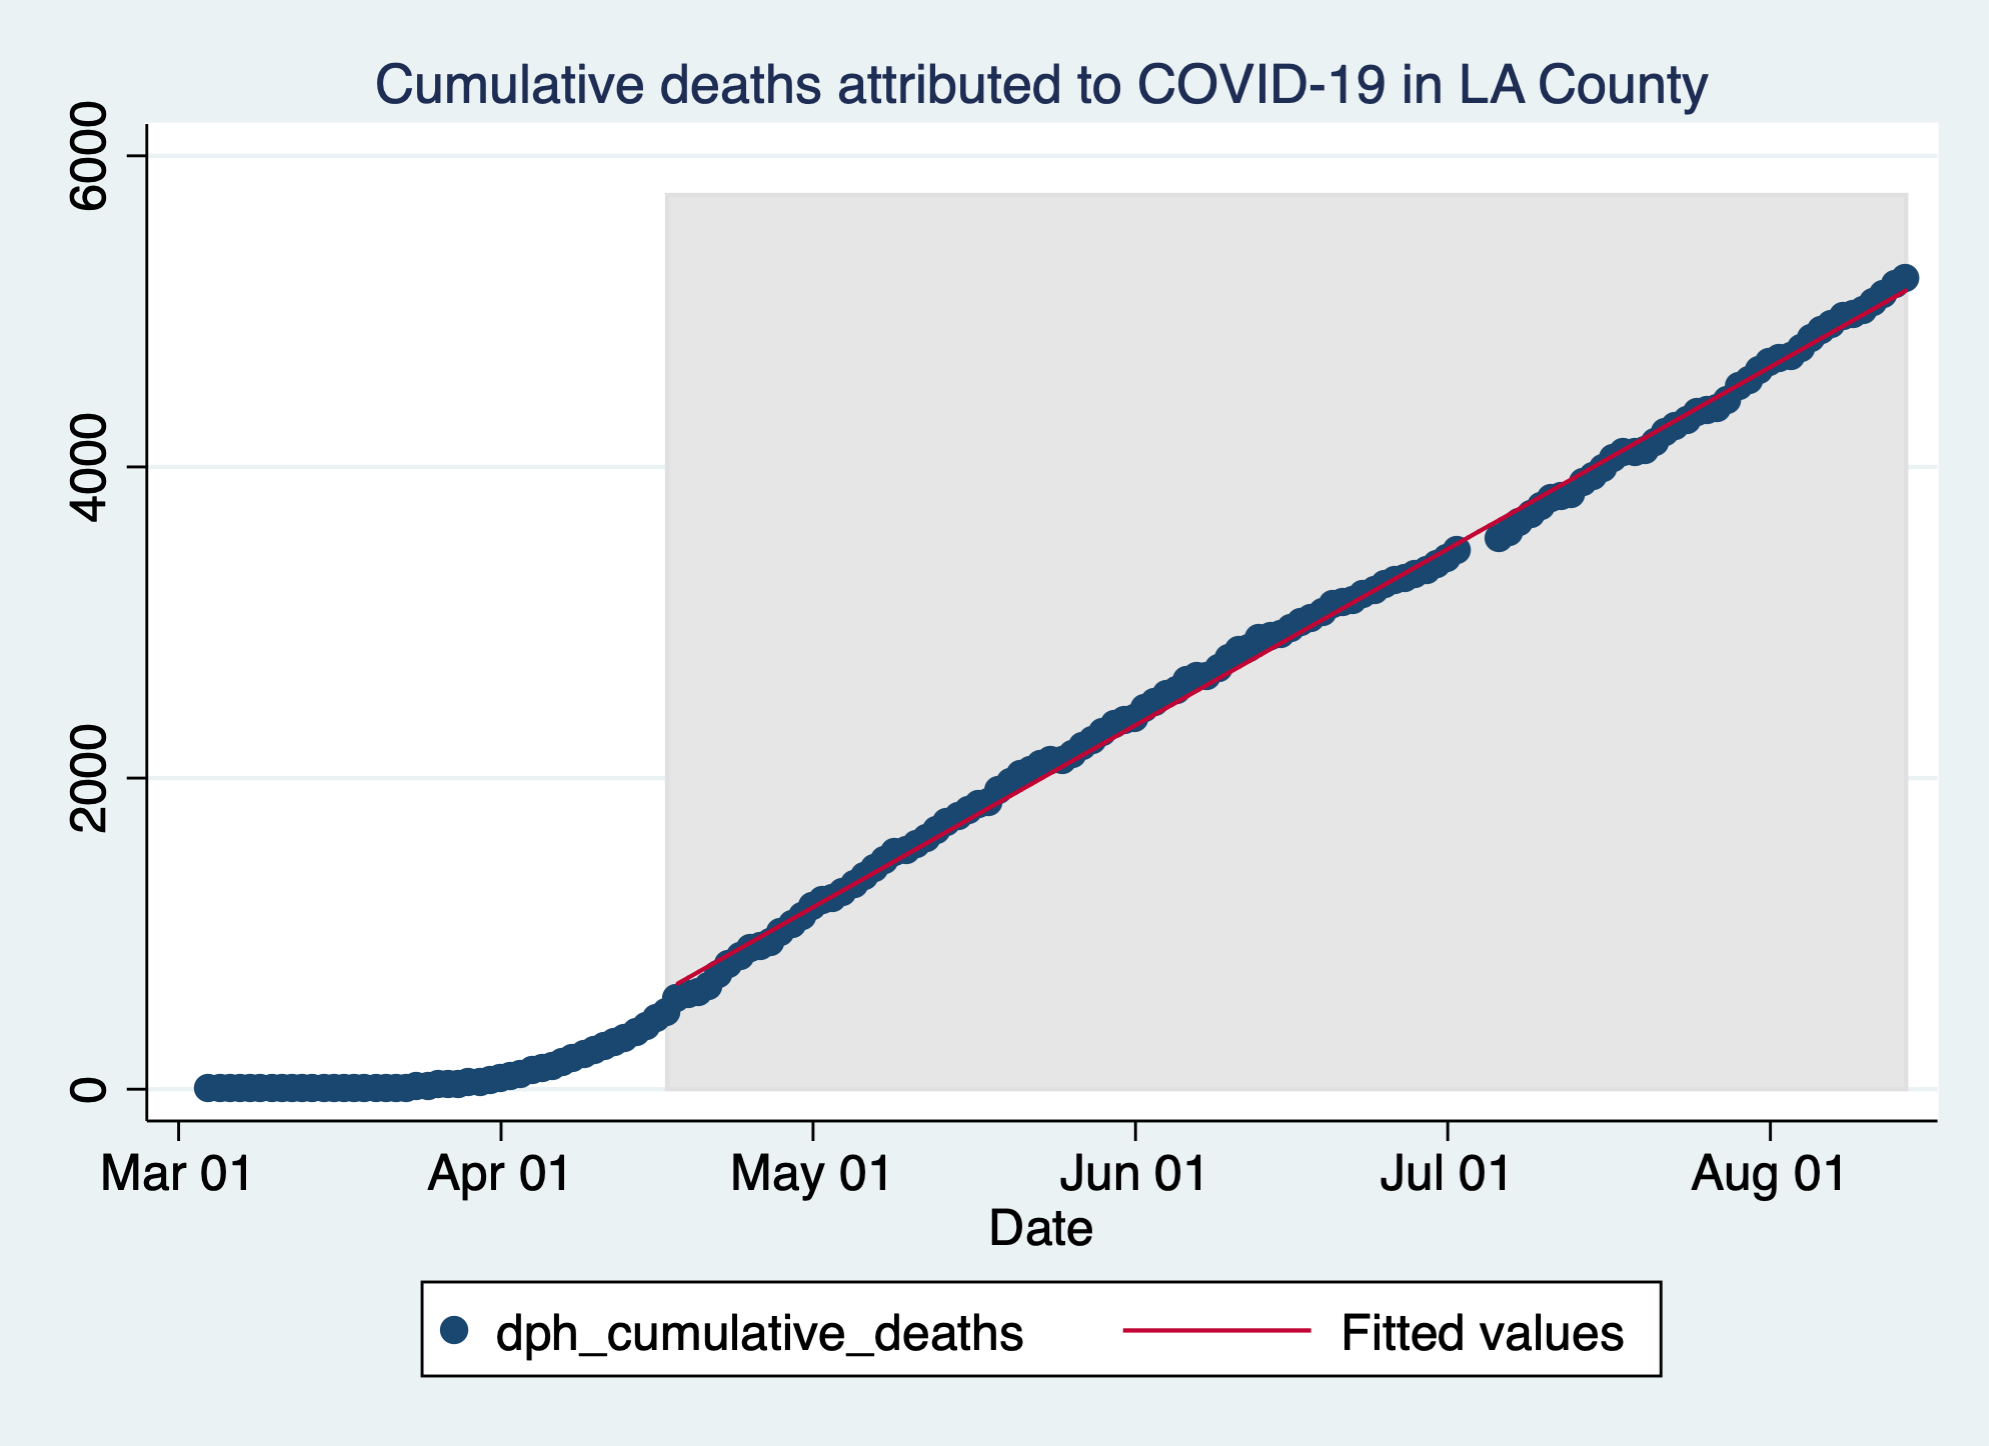 Cumulative deaths attributed to COVID-19 in LA County
6000
4000
2000
0
Mar 01 Apr 01 May 01 Jun 01 Jul 01 Aug 01
Date
dph_cumulative_deaths Fitted values